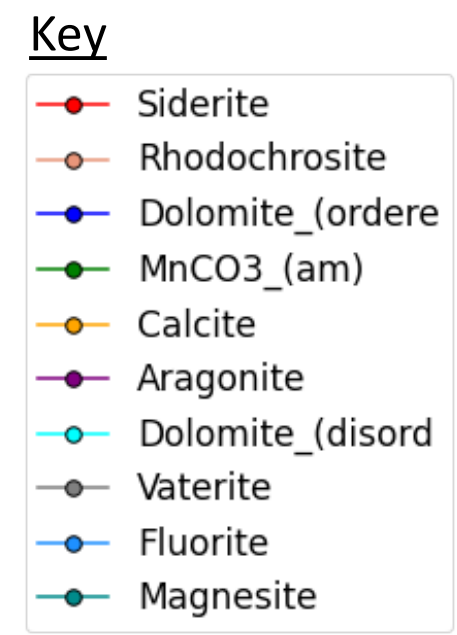 Key
Siderite
Rhodochrosite
Dolomite_(ordere
MnCO3_(am)
Calcite
Aragonite
Dolomite_(disord
Vaterite
Fluorite
Magnesite